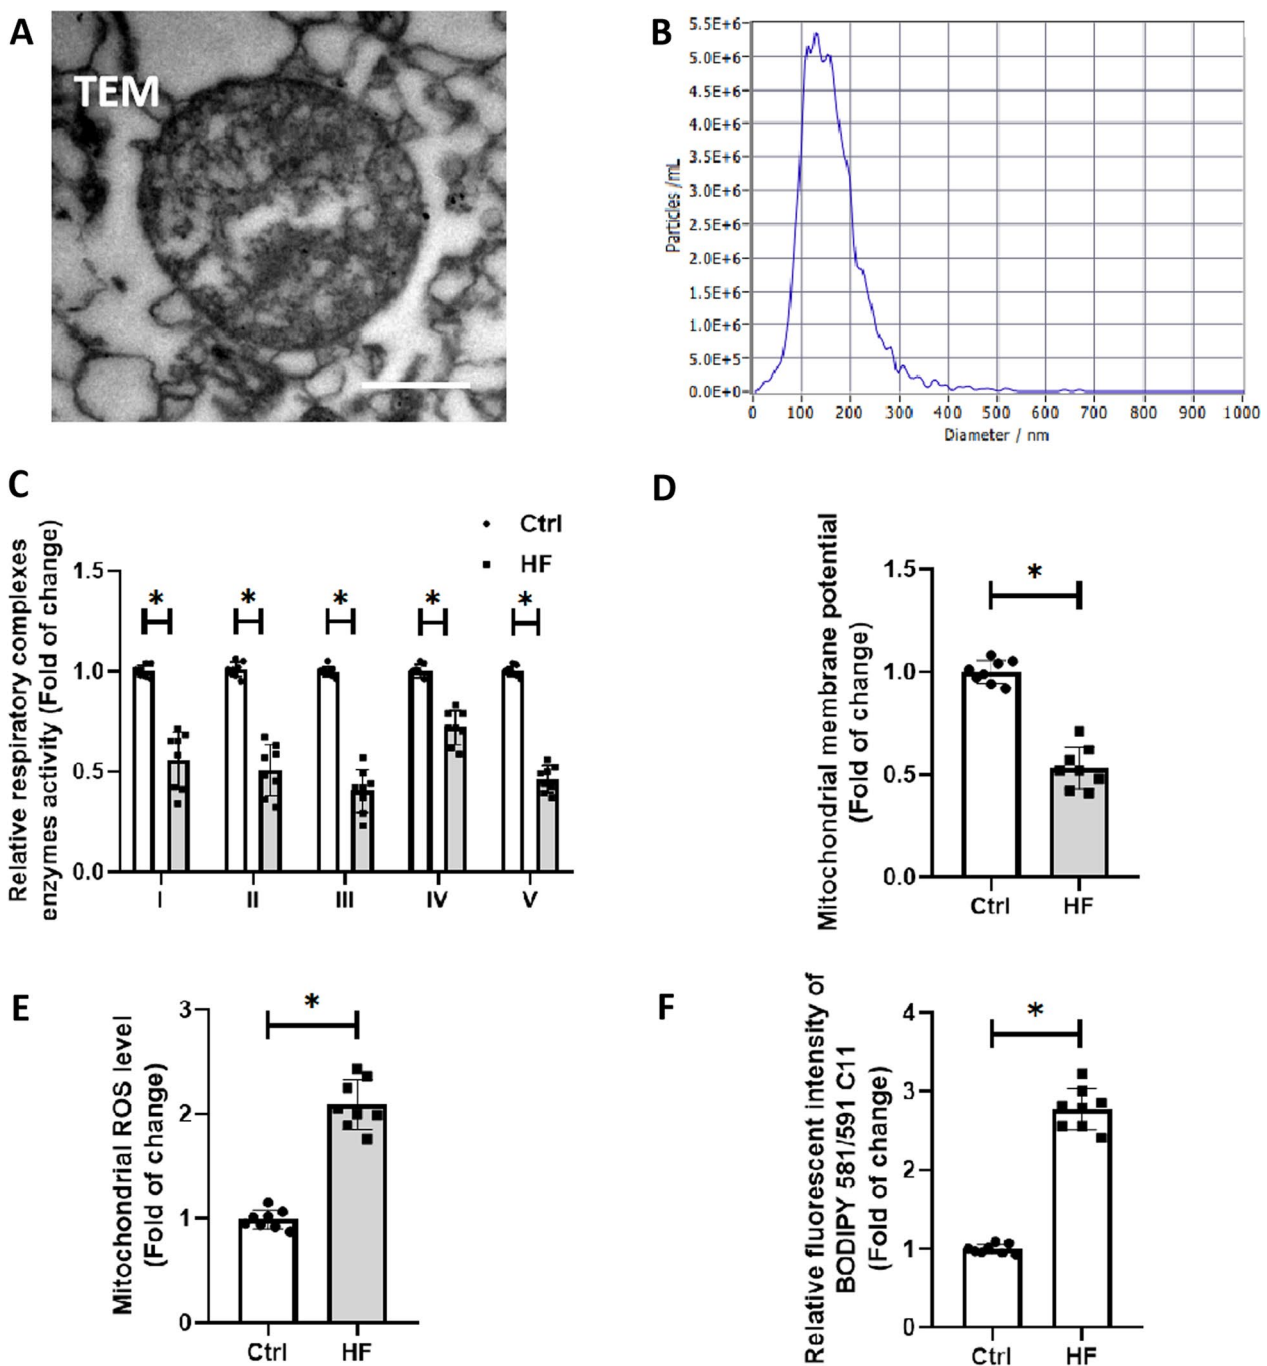 A
TEM
B
Particles /mL
5.5E+6
5.0E+6
4.5E+6
4.0E+6
3.5E+6
3.0E+6
2.5E+6
2.0E+6
1.5E+6
1.0E+6
5.0E+5
0.0E+0
0 100 200 300 400 500 600 700 800 900 1000
Diameter / nm
C
Relative respiratory complexes
enzymes activity (Fold of change)
Ctrl
HF
1.5
1.0
0.5
0.0
* * * * *
I II III IV V
D
Mitochondrial membrane potential
(Fold of change)
1.5
1.0
0.5
0.0
*
Ctrl HF
E
Mitochondrial ROS level
(Fold of change)
3
2
1
0
*
Ctrl HF
F
Relative fluorescent intensity of
BODIPY 581/591 C11
(Fold of change)
4
3
2
1
0
*
Ctrl HF